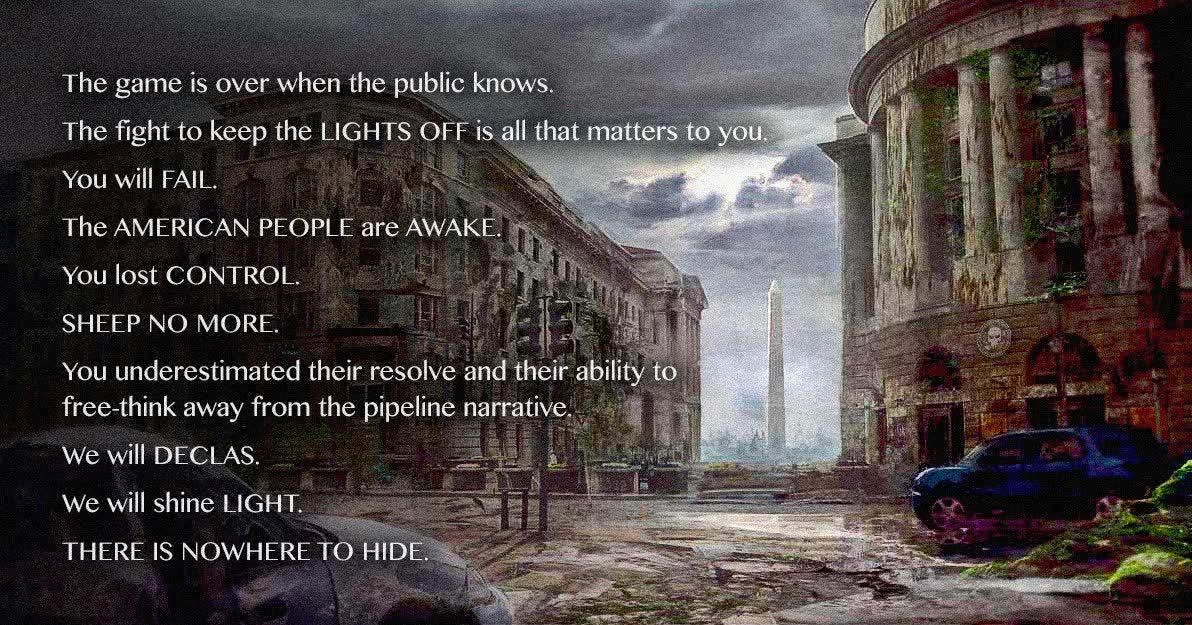 The game is over when the public knows.
The fight to keep the LIGHTS OFF is all that matters to you.
You will FAIL.
The AMERICAN PEOPLE are AWAKE.
You lost CONTROL.
SHEEP NO MORE.
You underestimated their resolve and their ability to
free-think away from the pipeline narrative.
We will DECLAS.
We will shine LIGHT.
THERE IS NOWHERE TO HIDE.